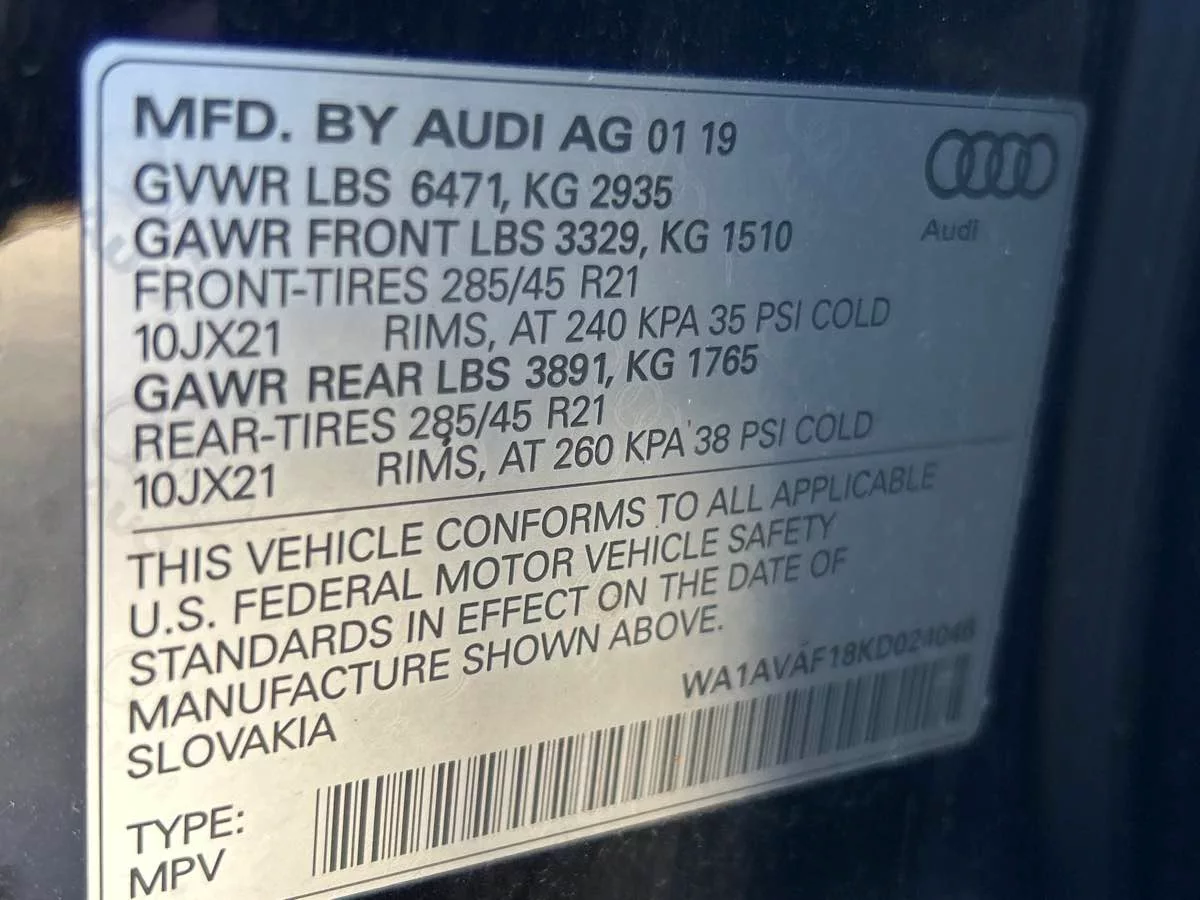 MFD. BY AUDI AG 01 19
GVWR LBS 6471, KG 2935
GAWR FRONT LBS 3329, KG 1510
FRONT-TIRES 285/45 R21
10JX21 RIMS, AT 240 KPA 35 PSI COLD
GAWR REAR LBS 3891, KG 1765
REAR-TIRES 285/45 R21
10JX21 RIMS, AT 260 KPA 38 PSI COLD
Audi
THIS VEHICLE CONFORMS TO ALL APPLICABLE
U.S. FEDERAL MOTOR VEHICLE SAFETY
STANDARDS IN EFFECT ON THE DATE OF
MANUFACTURE SHOWN ABOVE.
SLOVAKIA
WA1AVAF18KD024046
TYPE:
MPV